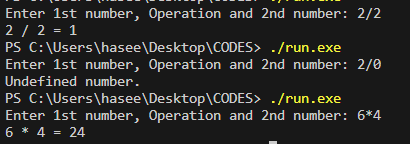 Enter 1st number, Operation and 2nd number: 2/2
2 / 2 = 1
PS C:\Users\hasee\Desktop\CODES> ./run.exe
Enter 1st number, Operation and 2nd number: 2/0
Undefined number.
PS C:\Users\hasee\Desktop\CODES> ./run.exe
Enter 1st number, Operation and 2nd number: 6*4
6 * 4 = 24